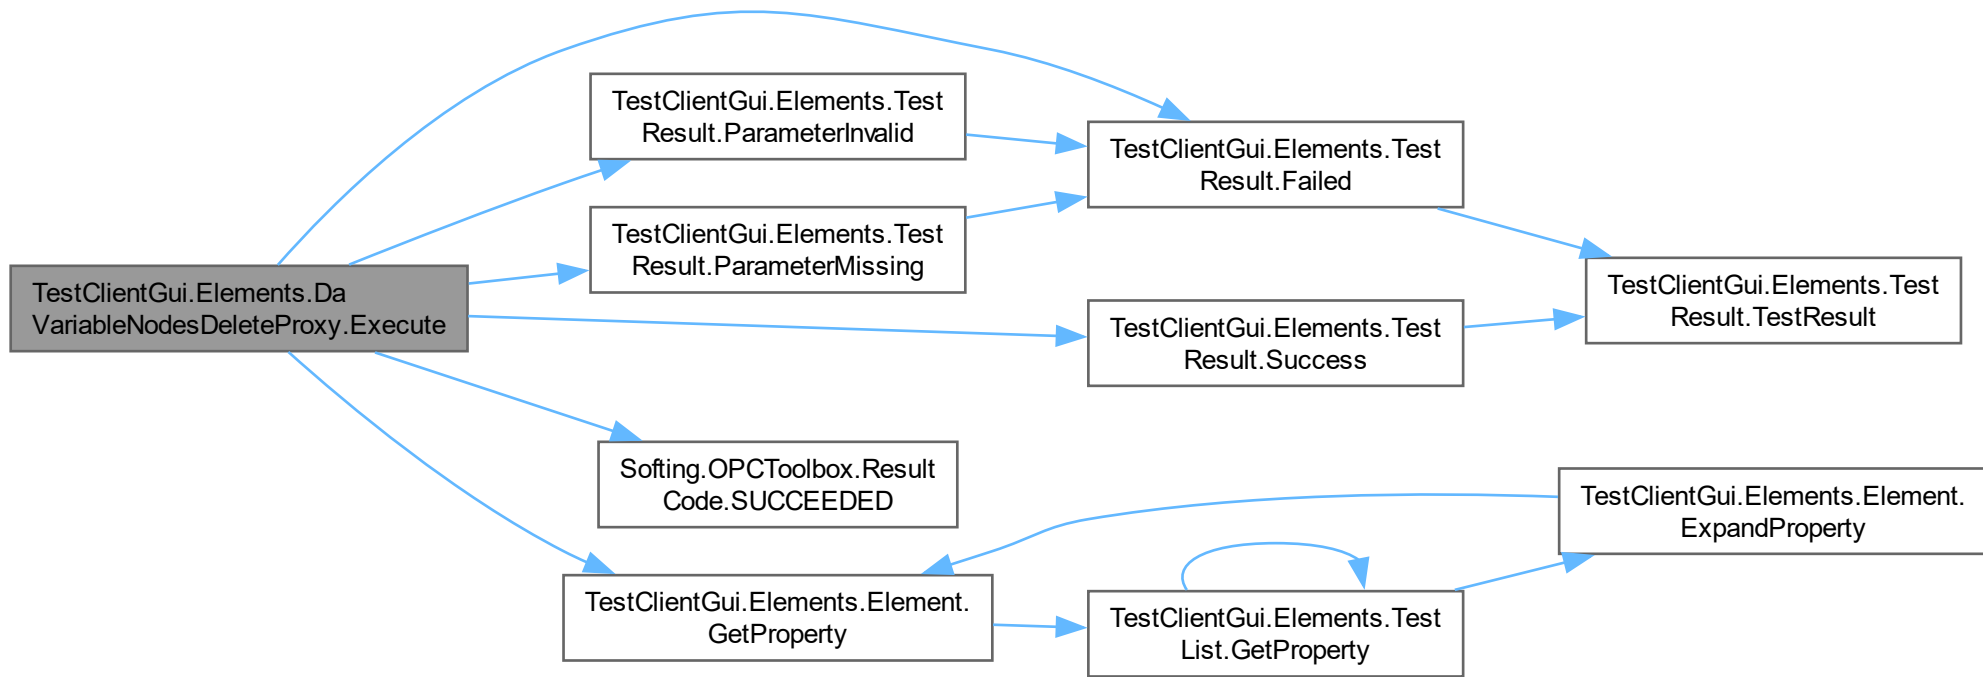 TestClientGui.Elements.Da
VariableNodesDeleteProxy.Execute
TestClientGui.Elements.Test
Result.ParameterInvalid
TestClientGui.Elements.Test
Result.ParameterMissing
TestClientGui.Elements.Test
Result.Failed
TestClientGui.Elements.Test
Result.TestResult
TestClientGui.Elements.Test
Result.Success
Softing.OPCToolbox.Result
Code.SUCCEEDED
TestClientGui.Elements.Element.
GetProperty
TestClientGui.Elements.Test
List.GetProperty
TestClientGui.Elements.Element.
ExpandProperty